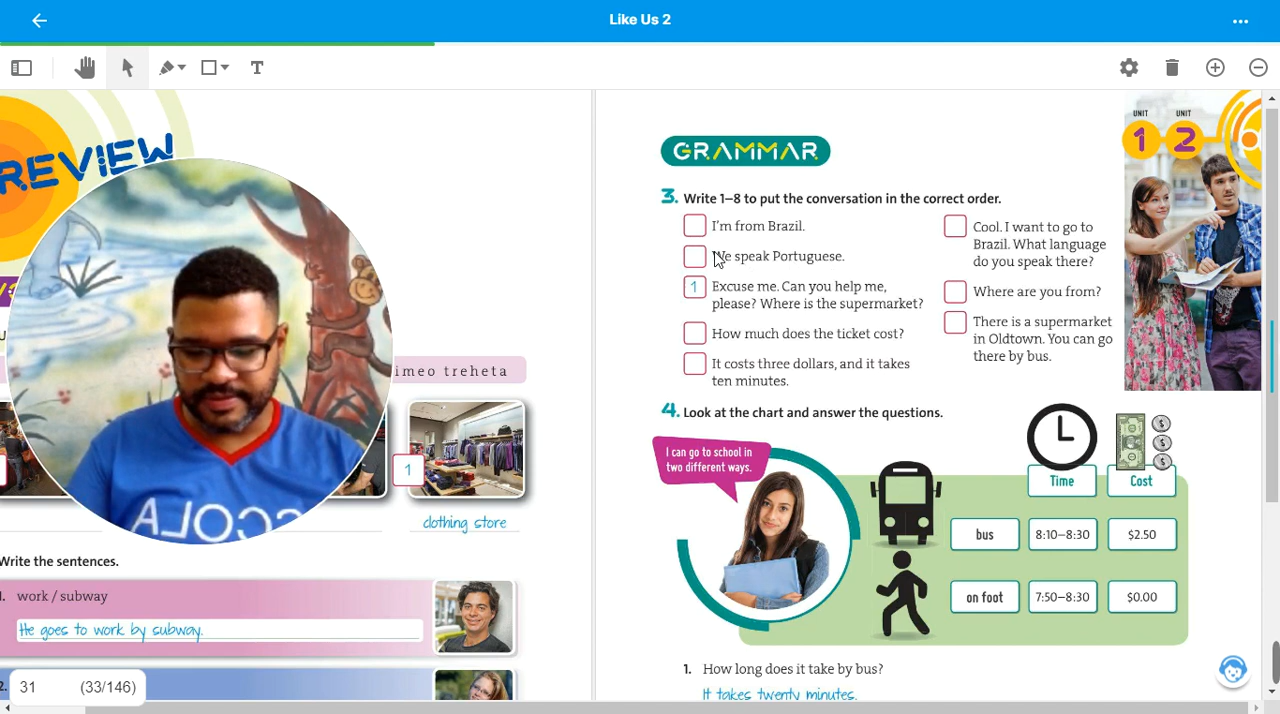 Like Us 2
T
REVIEW
imeo treheta
1
clothing store
Write the sentences.
work / subway
He goes to work by subway.
2.
31 (33/146)
GRAMMAR
UNIT UNIT
1 2
3. Write 1–8 to put the conversation in the correct order.
I'm from Brazil.
We speak Portuguese.
1 Excuse me. Can you help me,
please? Where is the supermarket?
How much does the ticket cost?
It costs three dollars, and it takes
ten minutes.
Cool. I want to go to
Brazil. What language
do you speak there?
Where are you from?
There is a supermarket
in Oldtown. You can go
there by bus.
4. Look at the chart and answer the questions.
I can go to school in
two different ways.
Time Cost
bus 8:10–8:30 $2.50
on foot 7:50–8:30 $0.00
1. How long does it take by bus?
It takes twenty minutes.
ESCOLA